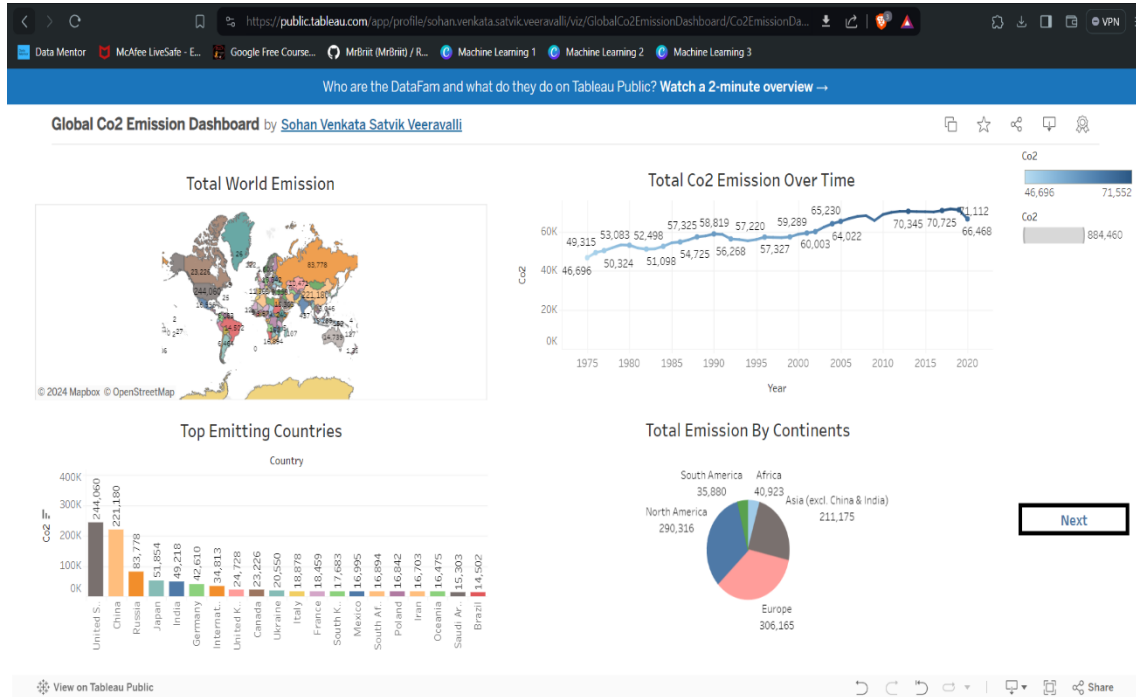 https://public.tableau.com/app/profile/sohan.venkata.satvik.veeravalli/viz/GlobalCo2EmissionDashboard/Co2EmissionDa...
VPN
Data Mentor
McAfee LiveSafe - E...
Google Free Course...
MrBriit (MrBriit) / R...
Machine Learning 1
Machine Learning 2
Machine Learning 3
Who are the DataFam and what do they do on Tableau Public? Watch a 2-minute overview →
Global Co2 Emission Dashboard by Sohan Venkata Satvik Veeravalli
Total World Emission
23,226
244,060
83,778
221,180
© 2024 Mapbox © OpenStreetMap
Total Co2 Emission Over Time
Co2
60K
40K
20K
0K
46,696
49,315
50,324
53,083
52,498
51,098
57,325
54,725
58,819
56,268
57,220
57,327
59,289
60,003
65,230
64,022
70,345
70,725
71,112
66,468
1975 1980 1985 1990 1995 2000 2005 2010 2015 2020
Year
Co2
46,696 71,552
Co2
884,460
Top Emitting Countries
Country
Co2
400K
300K
200K
100K
0K
244,060
221,180
83,778
51,854
49,218
42,610
34,813
24,728
23,226
20,550
18,878
18,459
17,683
16,995
16,894
16,842
16,703
16,475
15,303
14,502
United S..
China
Russia
Japan
India
Germany
Internat..
United K..
Canada
Ukraine
Italy
France
South K..
Mexico
South Af..
Poland
Iran
Oceania
Saudi Ar..
Brazil
Total Emission By Continents
South America
35,880
Africa
40,923
Asia (excl. China & India)
211,175
North America
290,316
Europe
306,165
Next
View on Tableau Public
Share